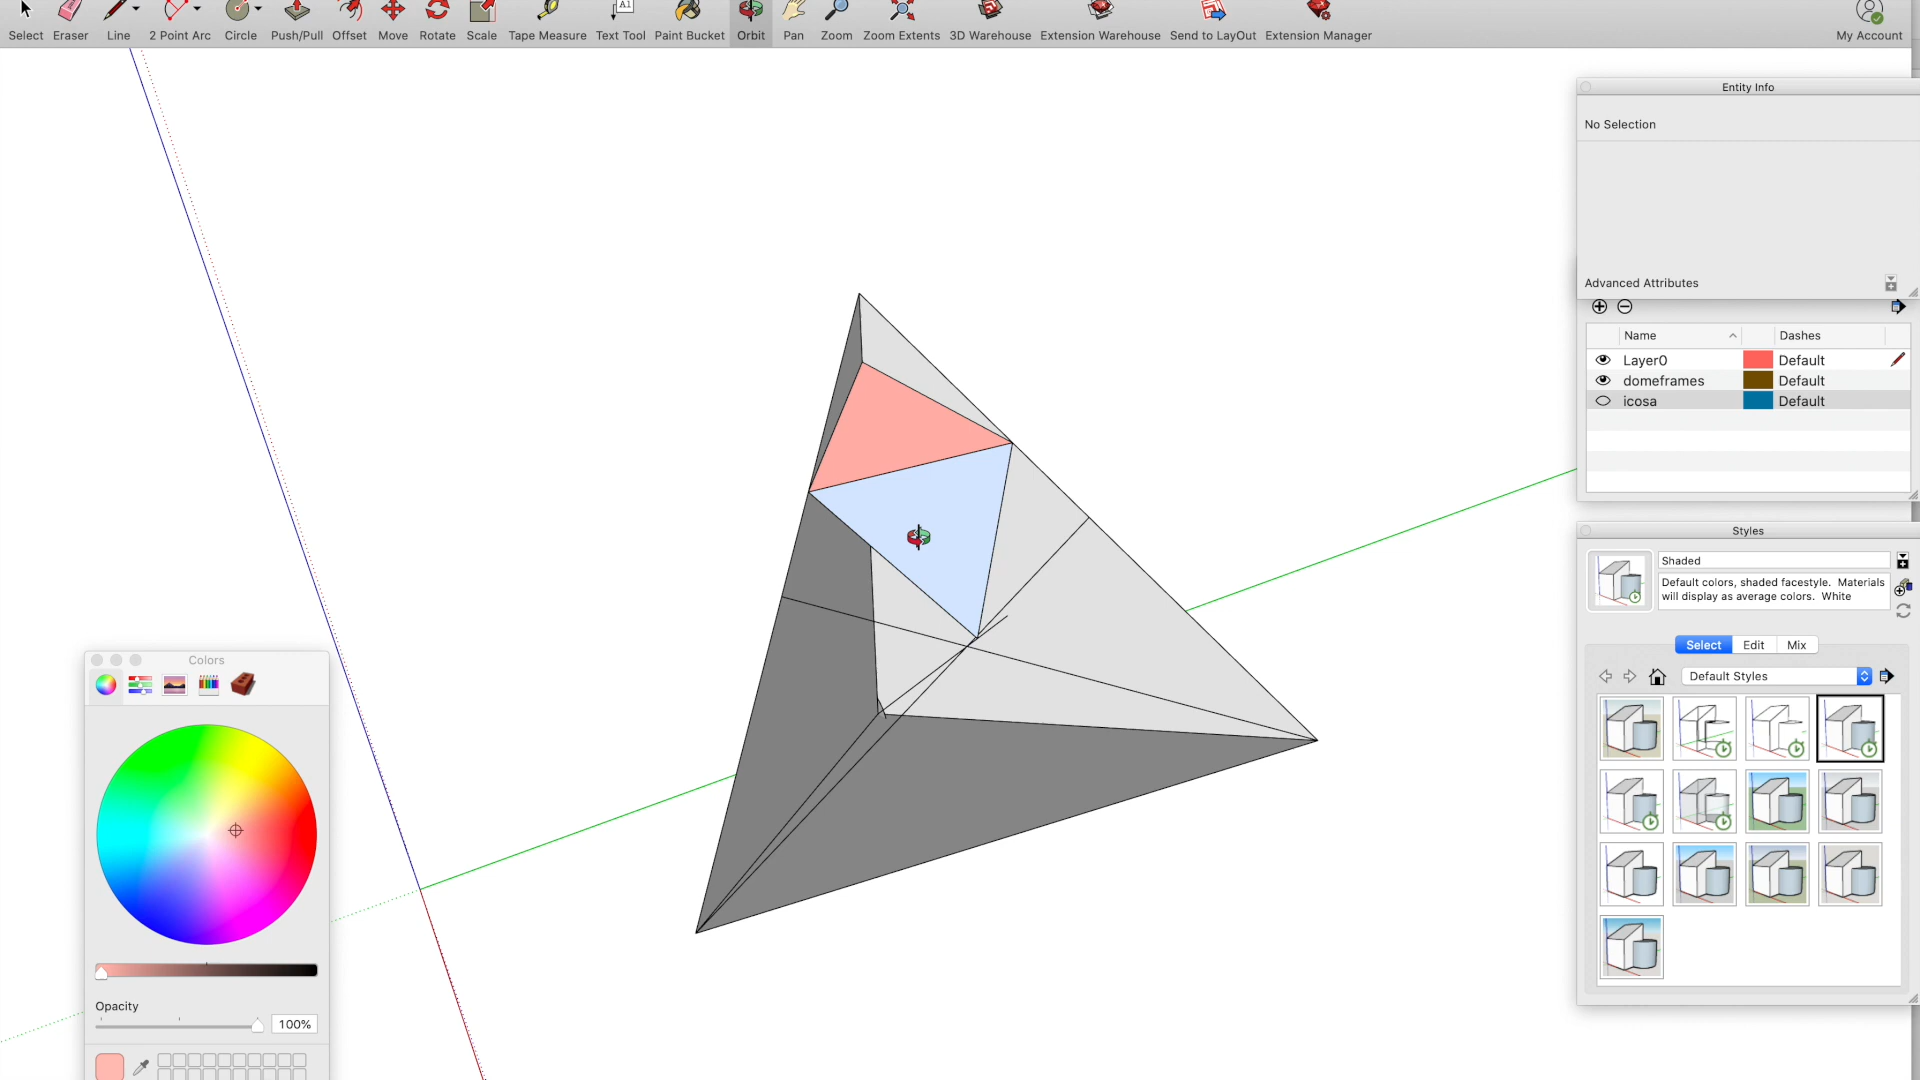 Select Eraser Line 2 Point Arc Circle Push/Pull Offset Move Rotate Scale Tape Measure Text Tool Paint Bucket Orbit Pan Zoom Zoom Extents 3D Warehouse Extension Warehouse Send to LayOut Extension Manager My Account
A1
Entity Info
No Selection
Advanced Attributes
Name Dashes
Layer0 Default
domeframes Default
icosa Default
Styles
Shaded
Default colors, shaded facestyle. Materials
will display as average colors. White
Select Edit Mix
Default Styles
Colors
Opacity
100%